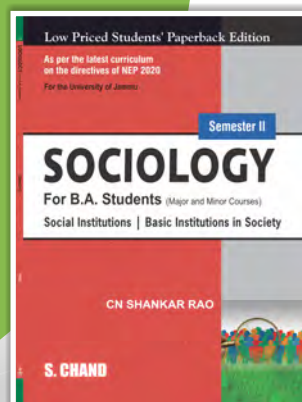 Low Priced Students' Paperback Edition
As per the latest curriculum
on the directives of NEP 2020
For the University of Jammu
Semester II
SOCIOLOGY
For B.A. Students (Major and Minor Courses)
Social Institutions | Basic Institutions in Society
CN SHANKAR RAO
S. CHAND